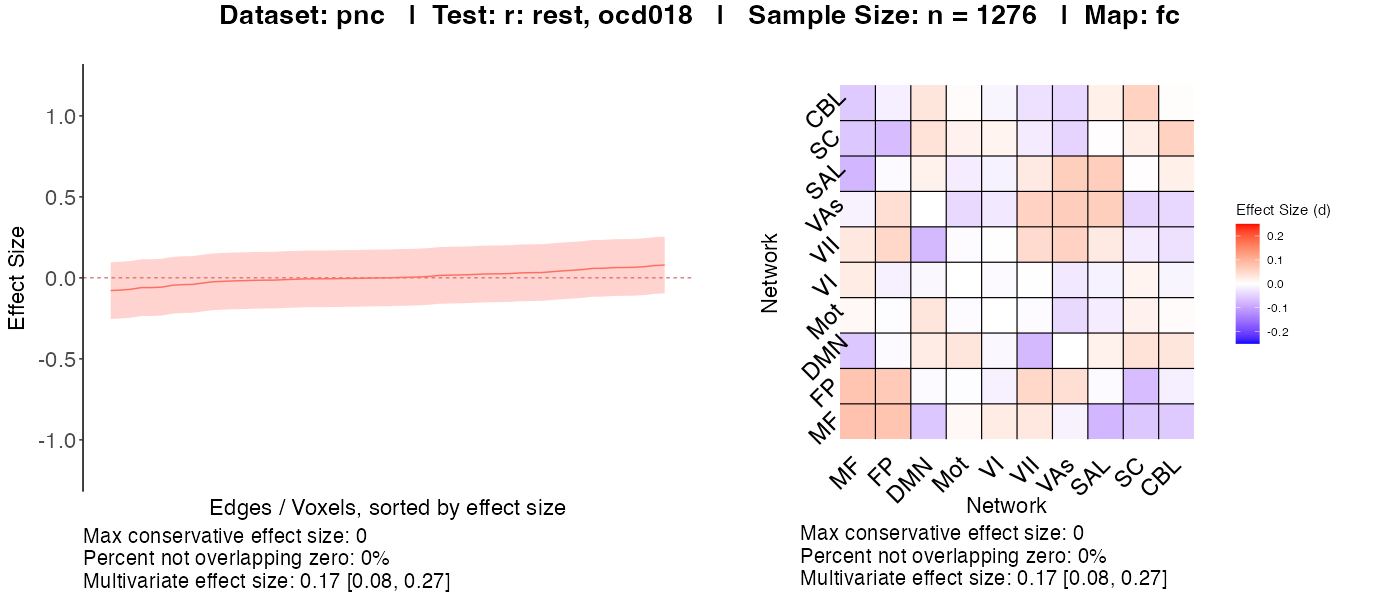 Dataset: pnc | Test: r: rest, ocd018 | Sample Size: n = 1276 | Map: fc
Effect Size
1.0
0.5
0.0
-0.5
-1.0
Edges / Voxels, sorted by effect size
Max conservative effect size: 0
Percent not overlapping zero: 0%
Multivariate effect size: 0.17 [0.08, 0.27]
Network
CBL
SC
SAL
VAs
VII
VI
Mot
DMN
FP
MF
MF
FP
DMN
Mot
VI
VII
VAs
SAL
SC
CBL
Network
Max conservative effect size: 0
Percent not overlapping zero: 0%
Multivariate effect size: 0.17 [0.08, 0.27]
Effect Size (d)
0.2
0.1
0.0
-0.1
-0.2